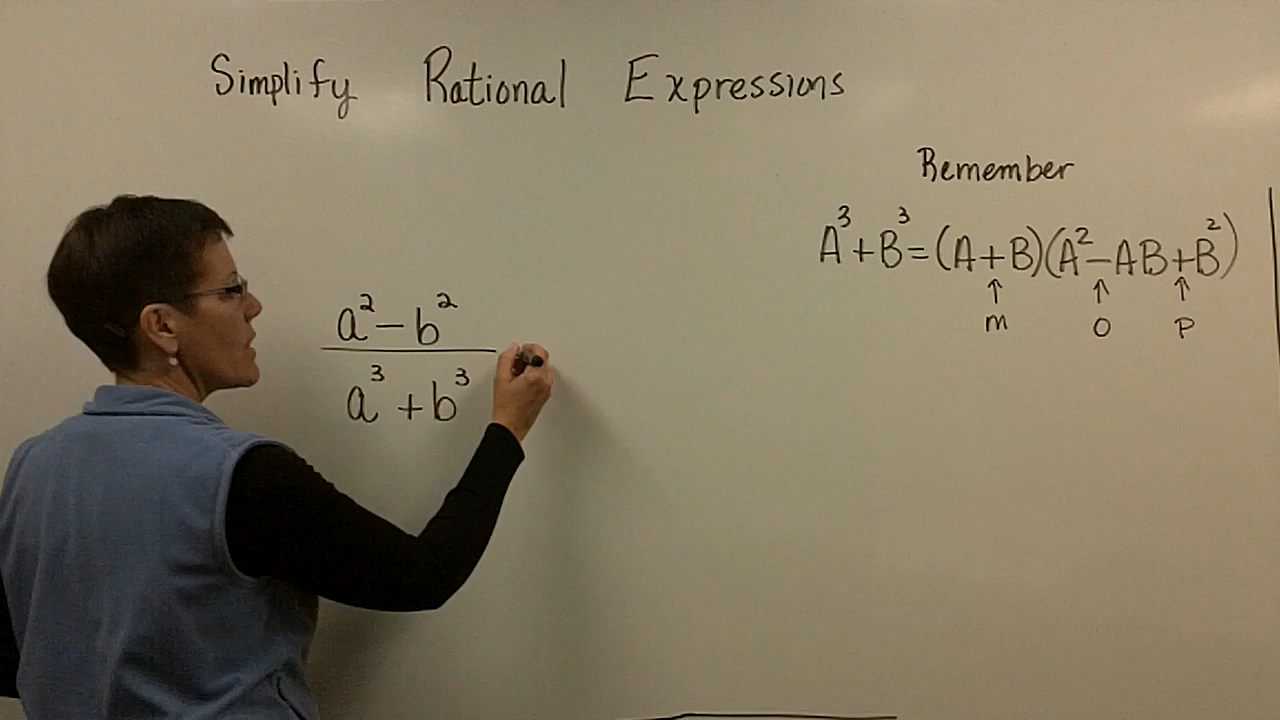 Simplify Rational Expressions
Remember
A³+B³=(A+B)(A²−AB+B²)
↑ ↑ ↑
m O P
a²−b²
a³+b³